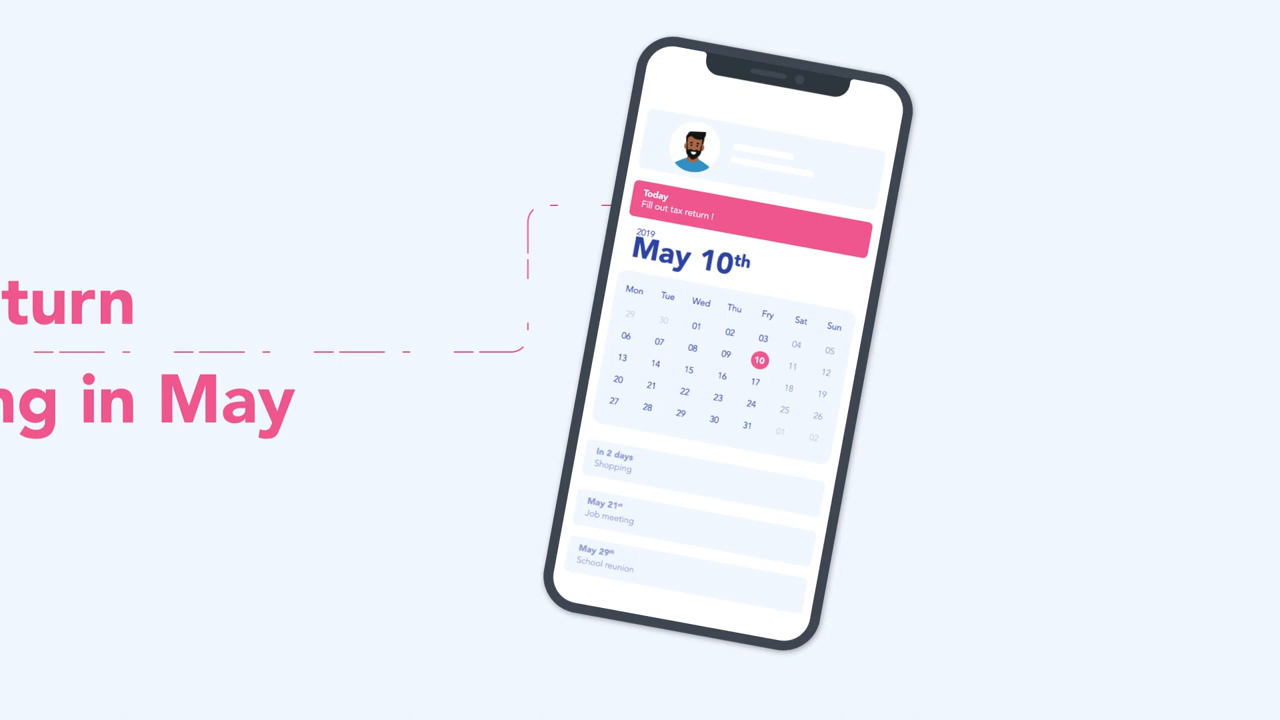 turn
ng in May
Today
Fill out tax return !
2019
May 10th
Mon Tue Wed Thu Fry Sat Sun
29 30 01 02 03 04 05
06 07 08 09 10 11 12
13 14 15 16 17 18 19
20 21 22 23 24 25 26
27 28 29 30 31 01 02
In 2 days
Shopping
May 21st
Job meeting
May 29th
School reunion